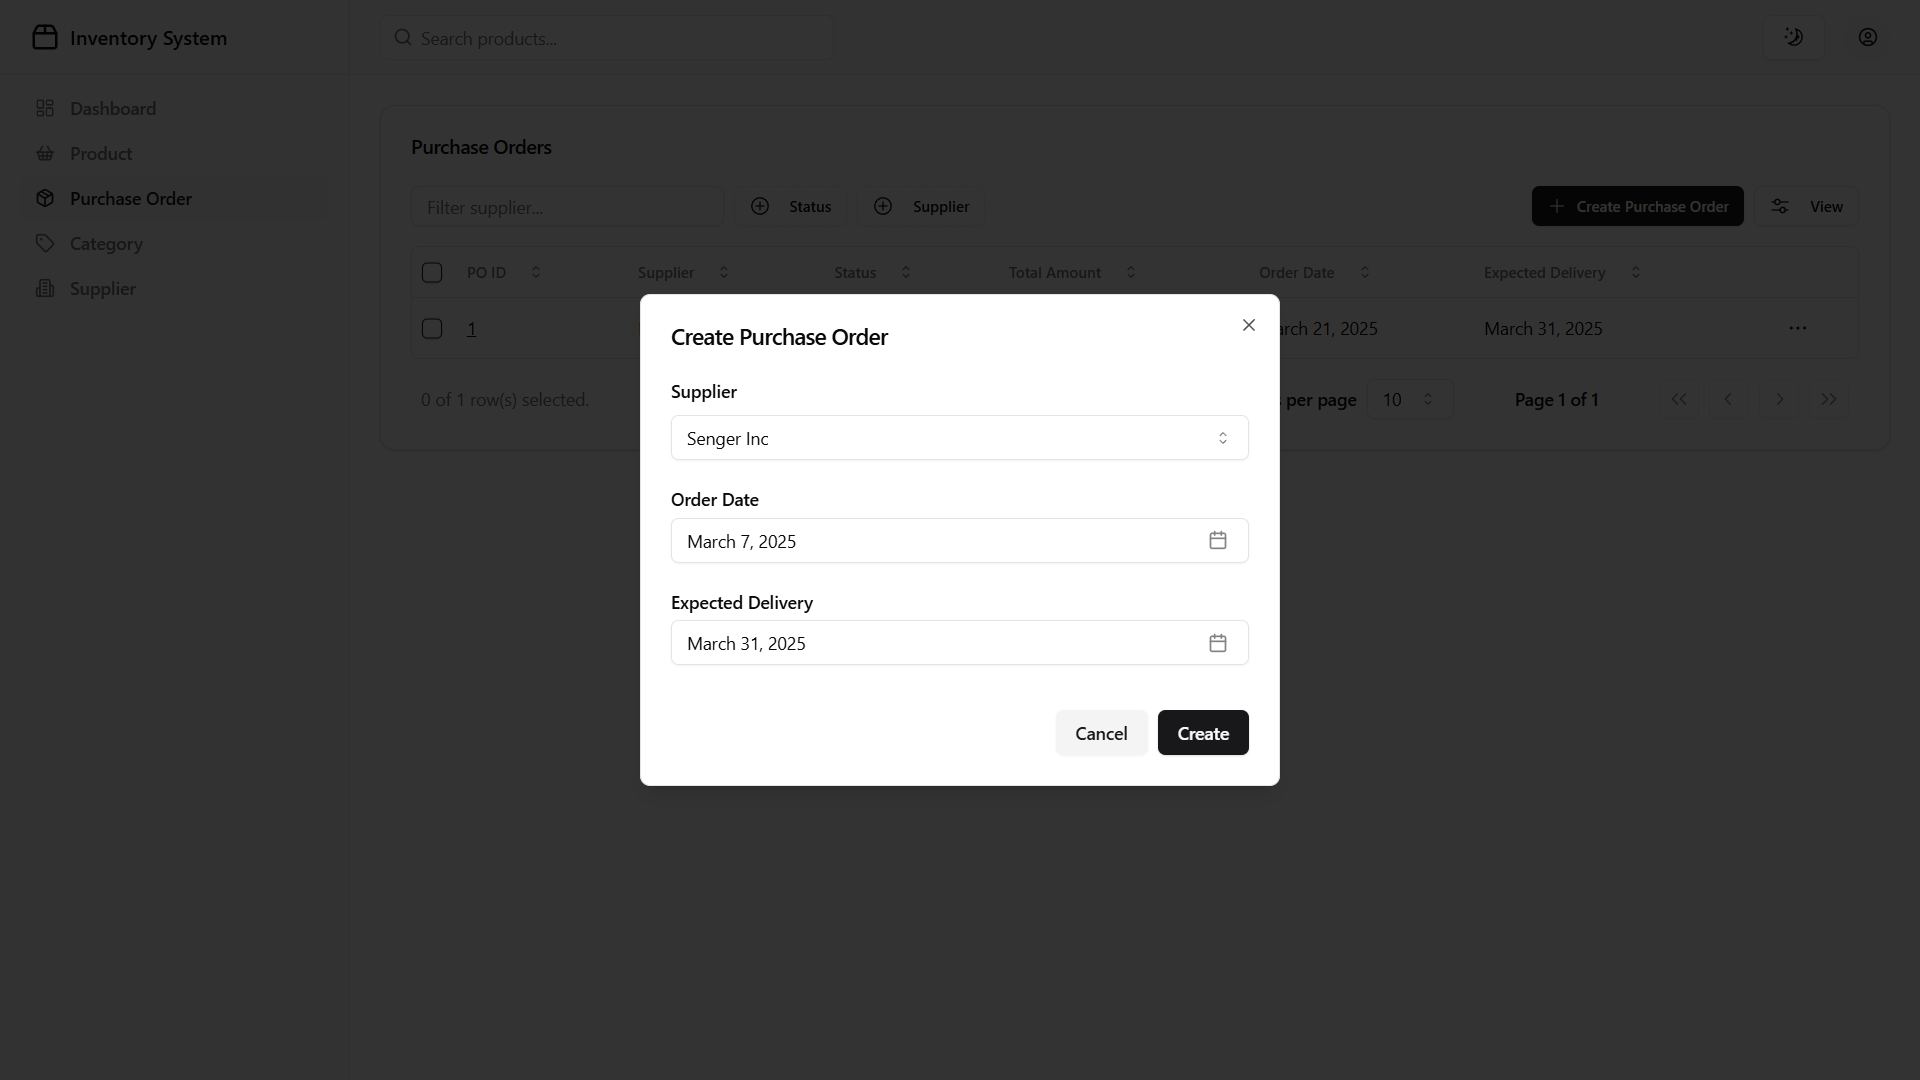 Inventory System
Search products...
Dashboard
Product
Purchase Order
Category
Supplier
Purchase Orders
Filter supplier...
Status
Supplier
Create Purchase Order
View
PO ID
Supplier
Status
Total Amount
Order Date
Expected Delivery
1
21, 2025
March 31, 2025
0 of 1 row(s) selected.
per page
10
Page 1 of 1
Create Purchase Order
Supplier
Senger Inc
Order Date
March 7, 2025
Expected Delivery
March 31, 2025
Cancel
Create